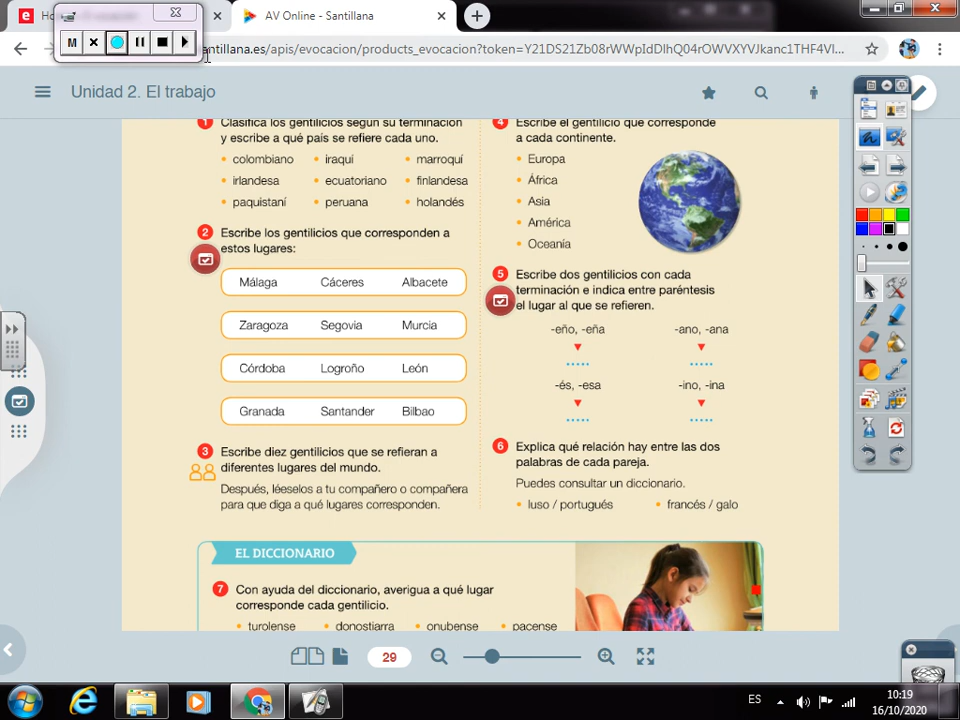 AV Online - Santillana
M
santillana.es/apis/evocacion/products_evocacion?token=Y21DS21Zb08rWWpIdDlhQ04rOWVXYVJkanc1THF4Vl...
Unidad 2. El trabajo
1 Clasifica los gentilicios según su terminación
y escribe a qué país se refiere cada uno.
• colombiano • iraquí • marroquí
• irlandesa • ecuatoriano • finlandesa
• paquistaní • peruana • holandés
2 Escribe los gentilicios que corresponden a
estos lugares:
Málaga Cáceres Albacete
Zaragoza Segovia Murcia
Córdoba Logroño León
Granada Santander Bilbao
3 Escribe diez gentilicios que se refieran a
diferentes lugares del mundo.
Después, léeselos a tu compañero o compañera
para que diga a qué lugares corresponden.
4 Escribe el gentilicio que corresponde
a cada continente.
• Europa
• África
• Asia
• América
• Oceanía
5 Escribe dos gentilicios con cada
terminación e indica entre paréntesis
el lugar al que se refieren.
-eño, -eña -ano, -ana
-és, -esa -ino, -ina
6 Explica qué relación hay entre las dos
palabras de cada pareja.
Puedes consultar un diccionario.
• luso / portugués • francés / galo
EL DICCIONARIO
7 Con ayuda del diccionario, averigua a qué lugar
corresponde cada gentilicio.
• turolense • donostiarra • onubense • pacense
29
ES
10:19
16/10/2020